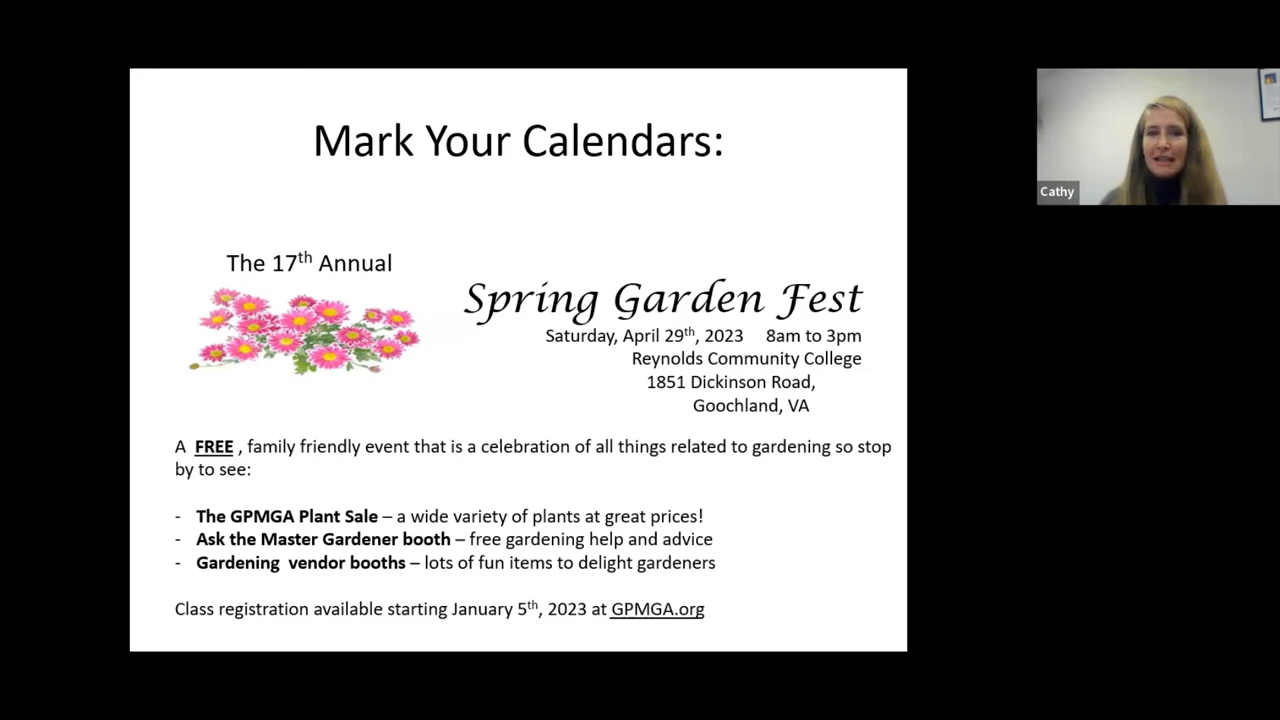 Mark Your Calendars:
The 17th Annual
Spring Garden Fest
Saturday, April 29th, 2023 8am to 3pm
Reynolds Community College
1851 Dickinson Road,
Goochland, VA
A FREE , family friendly event that is a celebration of all things related to gardening so stop
by to see:
- The GPMGA Plant Sale – a wide variety of plants at great prices!
- Ask the Master Gardener booth – free gardening help and advice
- Gardening vendor booths – lots of fun items to delight gardeners
Class registration available starting January 5th, 2023 at GPMGA.org
Cathy